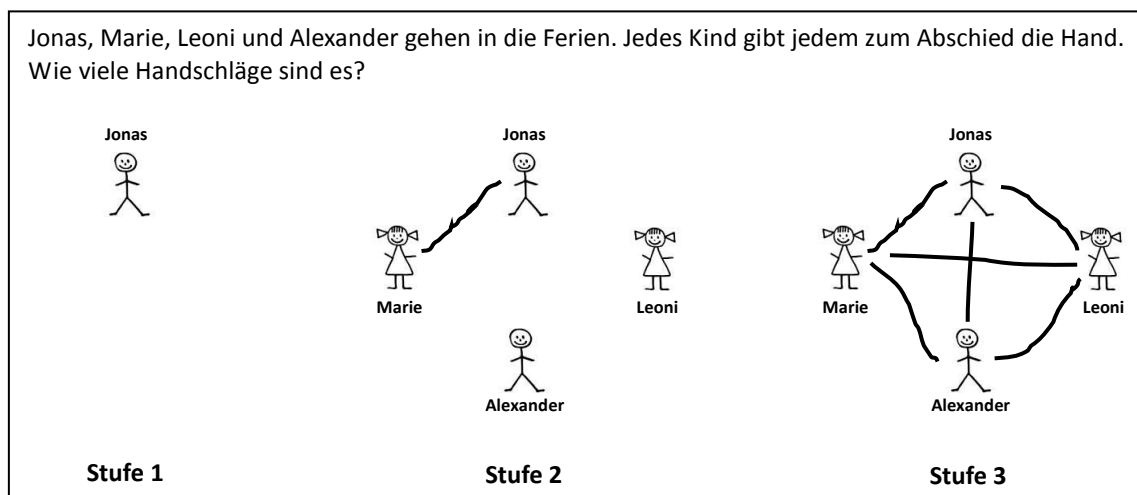 Jonas, Marie, Leoni und Alexander gehen in die Ferien. Jedes Kind gibt jedem zum Abschied die Hand.
Wie viele Handschläge sind es?
Jonas
Jonas
Marie
Leoni
Alexander
Jonas
Marie
Leoni
Alexander
Stufe 1
Stufe 2
Stufe 3